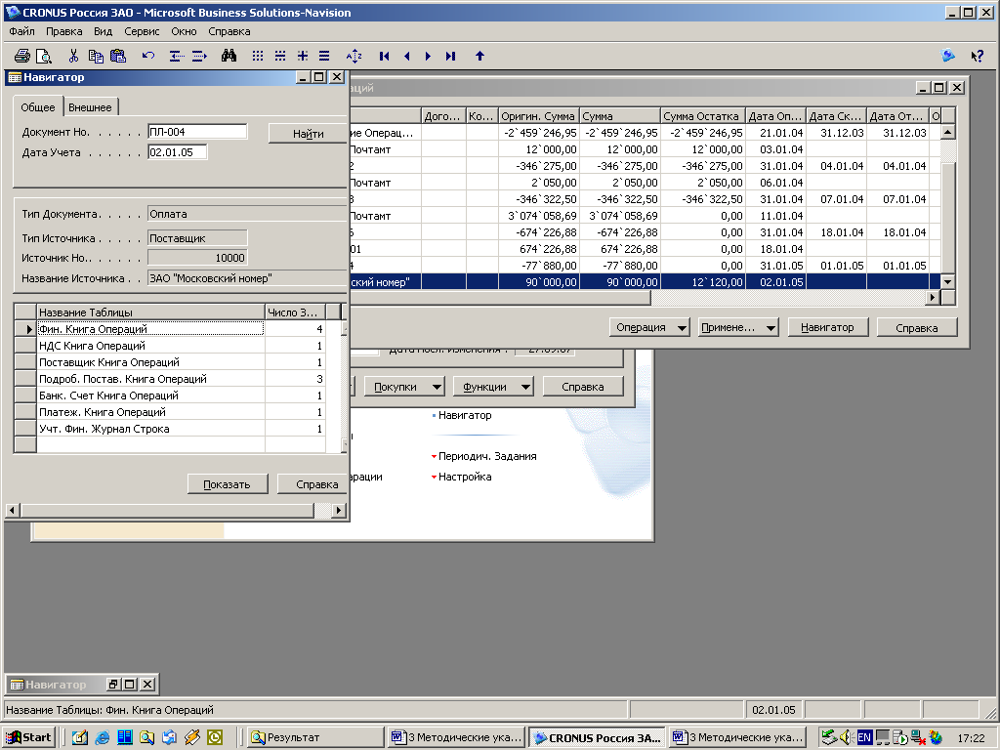 CRONUS Россия ЗАО - Microsoft Business Solutions-Navision
Файл Правка Вид Сервис Окно Справка
Навигатор
Общее Внешнее
Документ Но. . . . . . ПЛ-004 Найти
Дата Учета . . . . . . 02.01.05
Тип Документа. . . . . Оплата
Тип Источника . . . . . Поставщик
Источник Но.. . . . . . 10000
Название Источника . . ЗАО "Московский номер"
Название Таблицы Число З...
Фин. Книга Операций 4
НДС Книга Операций 1
Поставщик Книга Операций 1
Подроб. Постав. Книга Операций 3
Банк. Счет Книга Операций 1
Платеж. Книга Операций 1
Учт. Фин. Журнал Строка 1
Показать Справка
аций
Дого... Ко... Оригин. Сумма Сумма Сумма Остатка Дата Оп... Дата Ск... Дата От... О
ие Операц... -2`459`246,95 -2`459`246,95 -2`459`246,95 21.01.04 31.12.03 31.12.03
Почтамт 12`000,00 12`000,00 12`000,00 03.01.04
2 -346`275,00 -346`275,00 -346`275,00 31.01.04 04.01.04 04.01.04
Почтамт 2`050,00 2`050,00 2`050,00 06.01.04
3 -346`322,50 -346`322,50 -346`322,50 31.01.04 07.01.04 07.01.04
Почтамт 3`074`058,69 3`074`058,69 0,00 11.01.04
6 -674`226,88 -674`226,88 0,00 31.01.04 18.01.04 18.01.04
01 674`226,88 674`226,88 0,00 18.01.04
4 -77`880,00 -77`880,00 0,00 31.01.05 01.01.05 01.01.05
ский номер" 90`000,00 90`000,00 12`120,00 02.01.05
Операция Примене... Навигатор Справка
Дата Посл. Изменения . 27.09.07
Покупки Функции Справка
Навигатор
Периодич. Задания
арации Настройка
Навигатор
Название Таблицы: Фин. Книга Операций 02.01.05
Start Результат 3 Методические ука... CRONUS Россия ЗА... 3 Методические ука... EN 17:22